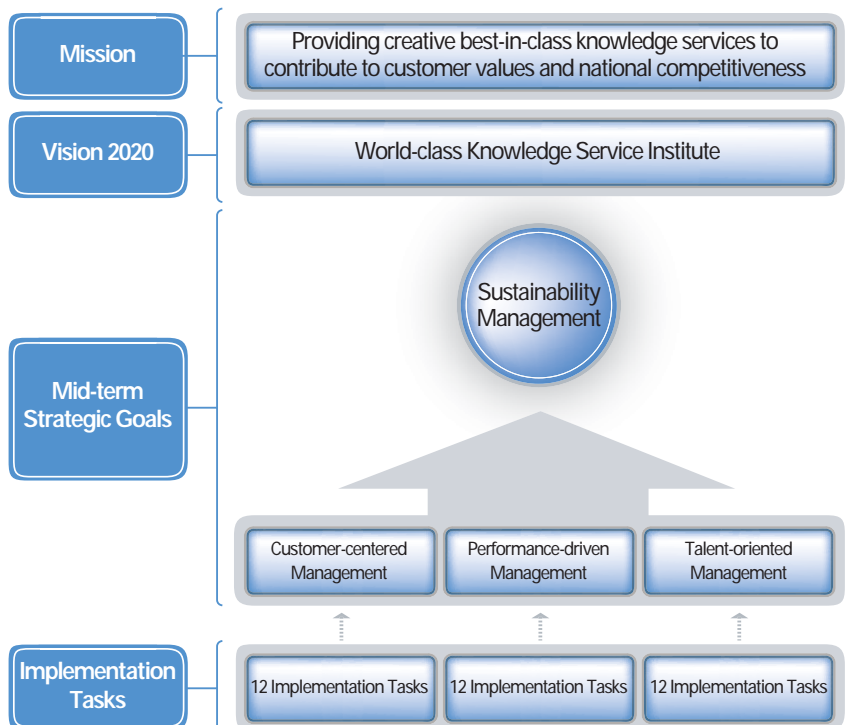 Mission
Providing creative best-in-class knowledge services to
contribute to customer values and national competitiveness
Vision 2020
World-class Knowledge Service Institute
Sustainability
Management
Mid-term
Strategic Goals
Customer-centered
Management
Performance-driven
Management
Talent-oriented
Management
Implementation
Tasks
12 Implementation Tasks
12 Implementation Tasks
12 Implementation Tasks